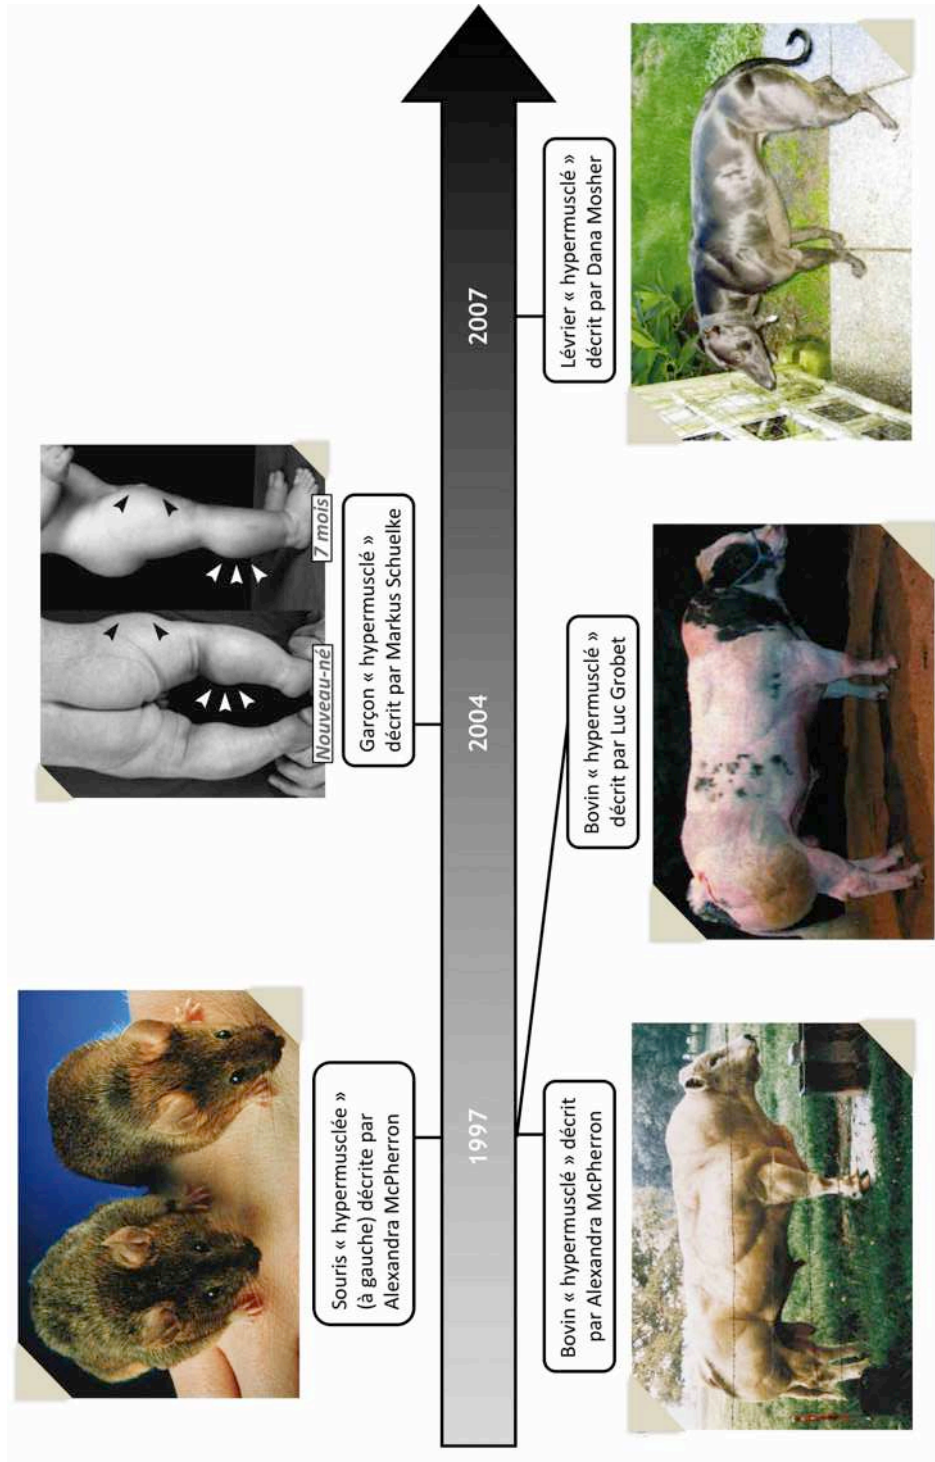 Souris « hypermusclée »
(à gauche) décrite par
Alexandra McPherron
Nouveau-né
7 mois
Garçon « hypermusclé »
décrit par Markus Schuelke
1997
2004
2007
Bovin « hypermusclé » décrit
par Alexandra McPherron
Bovin « hypermusclé »
décrit par Luc Grobet
Lévrier « hypermusclé »
décrit par Dana Mosher